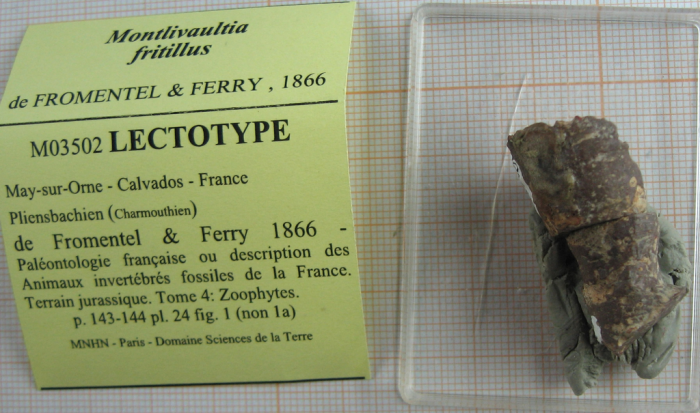 Montlivaultia
fritillus
de FROMENTEL & FERRY , 1866
M03502 LECTOTYPE
May-sur-Orne - Calvados - France
Pliensbachien (Charmouthien)
de Fromentel & Ferry 1866 -
Paléontologie française ou description des
Animaux invertébrés fossiles de la France.
Terrain jurassique. Tome 4: Zoophytes.
p. 143-144 pl. 24 fig. 1 (non 1a)
MNHN - Paris - Domaine Sciences de la Terre